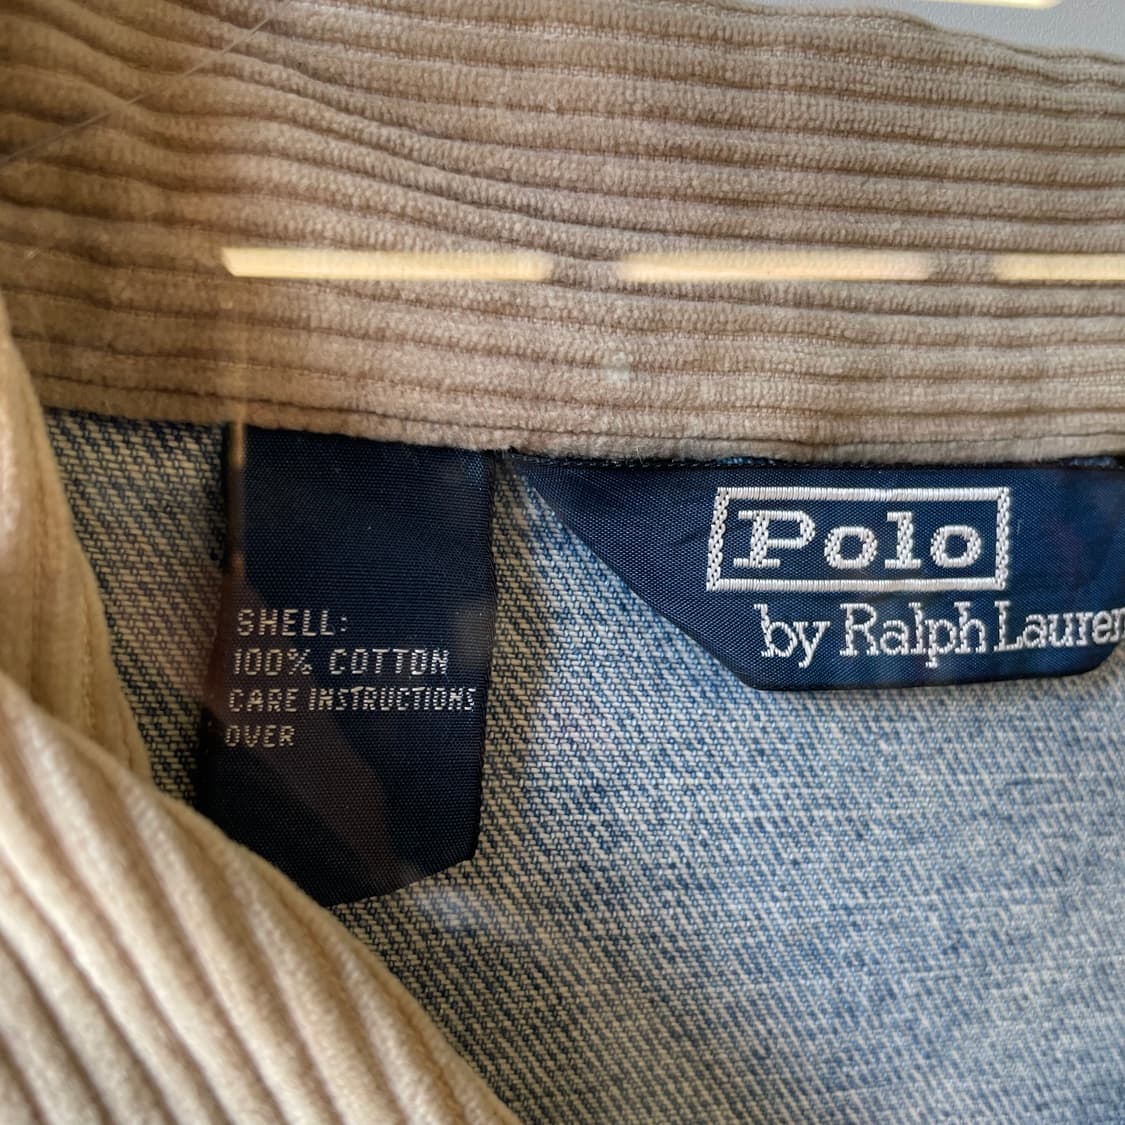 SHELL:
100% COTTON
CARE INSTRUCTIONS
OVER
Polo
by Ralph Lauren